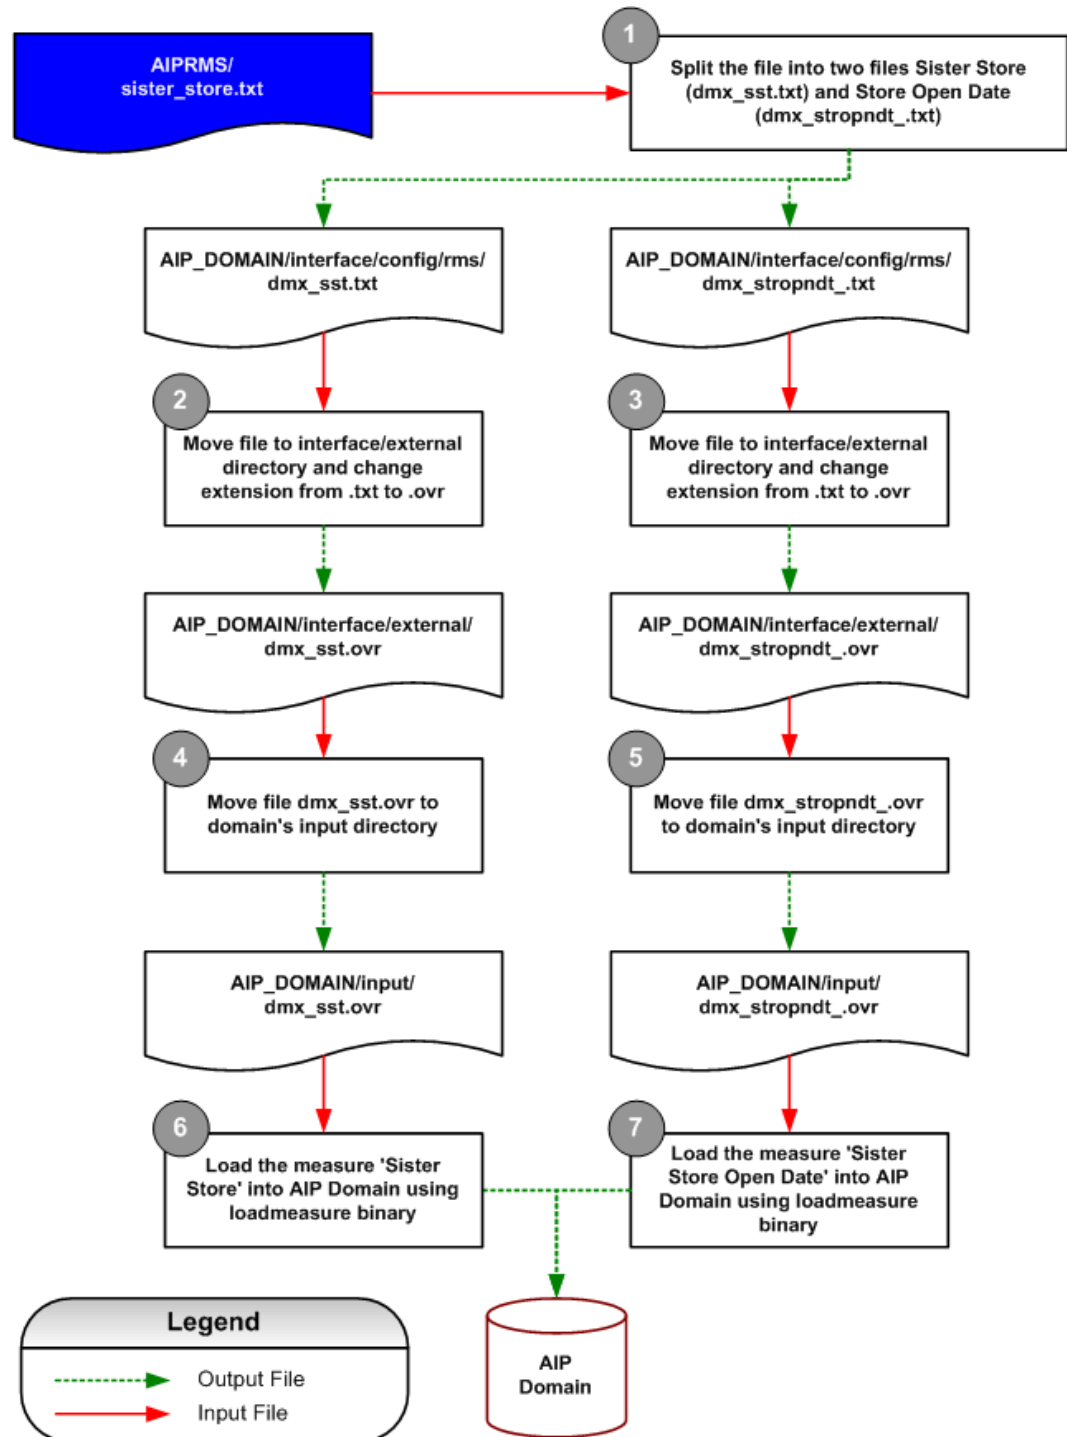 AIPRMS/
sister_store.txt
1
Split the file into two files Sister Store
(dmx_sst.txt) and Store Open Date
(dmx_stropndt_.txt)
AIP_DOMAIN/interface/config/rms/
dmx_sst.txt
AIP_DOMAIN/interface/config/rms/
dmx_stropndt_.txt
2
Move file to interface/external
directory and change
extension from .txt to .ovr
3
Move file to interface/external
directory and change
extension from .txt to .ovr
AIP_DOMAIN/interface/external/
dmx_sst.ovr
AIP_DOMAIN/interface/external/
dmx_stropndt_.ovr
4
Move file dmx_sst.ovr to
domain's input directory
5
Move file dmx_stropndt_.ovr
to domain's input directory
AIP_DOMAIN/input/
dmx_sst.ovr
AIP_DOMAIN/input/
dmx_stropndt_.ovr
6
Load the measure 'Sister
Store' into AIP Domain using
loadmeasure binary
7
Load the measure 'Sister
Store Open Date' into AIP
Domain using loadmeasure
binary
Legend
Output File
Input File
AIP
Domain